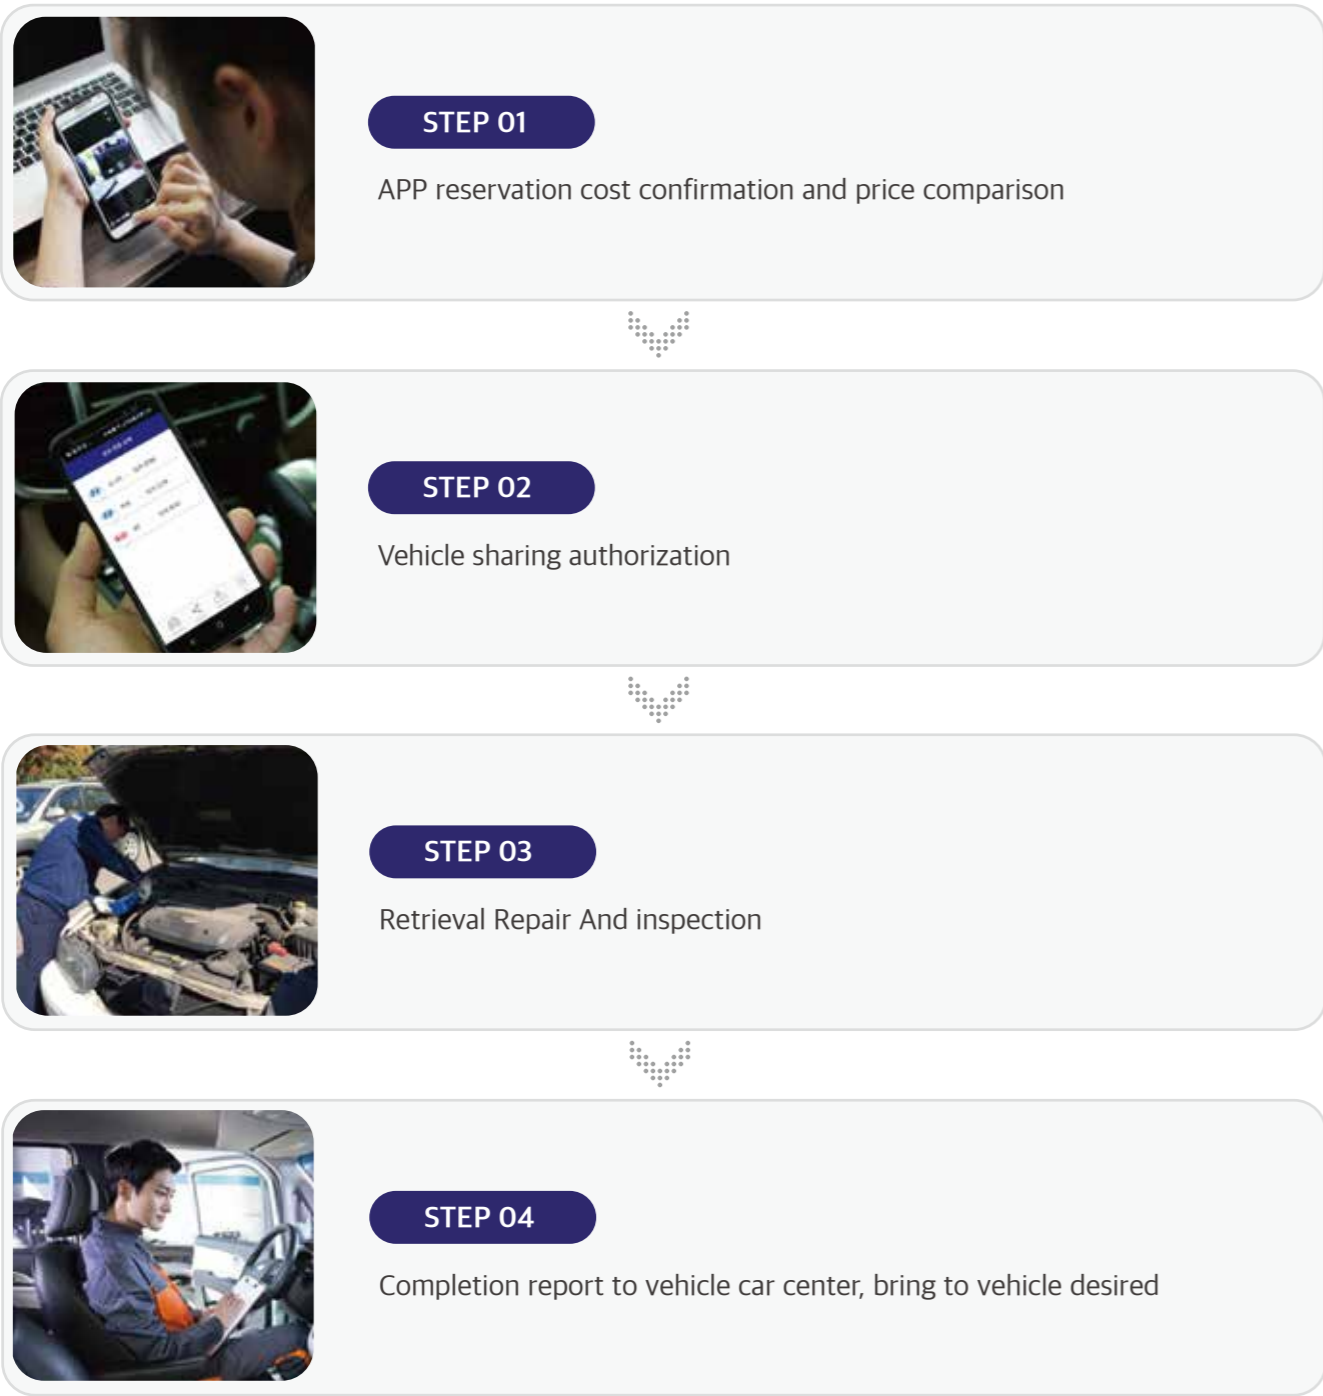 STEP 01
APP reservation cost confirmation and price comparison
STEP 02
Vehicle sharing authorization
STEP 03
Retrieval Repair And inspection
STEP 04
Completion report to vehicle car center, bring to vehicle desired